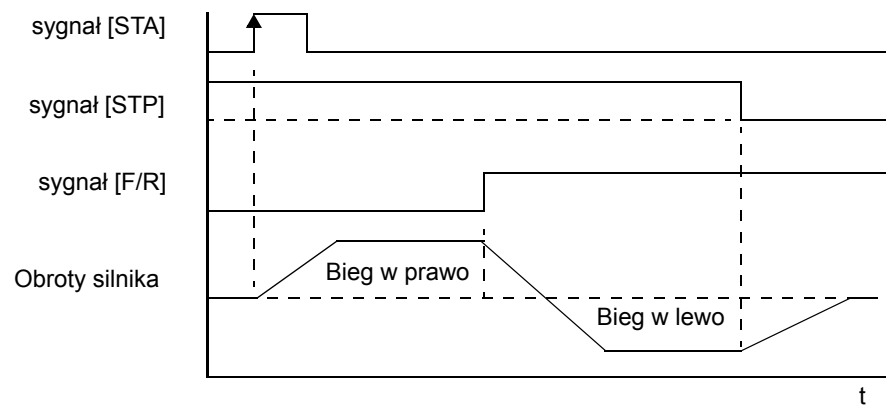 sygnał [STA]
sygnał [STP]
sygnał [F/R]
Obroty silnika
Bieg w prawo
Bieg w lewo
t